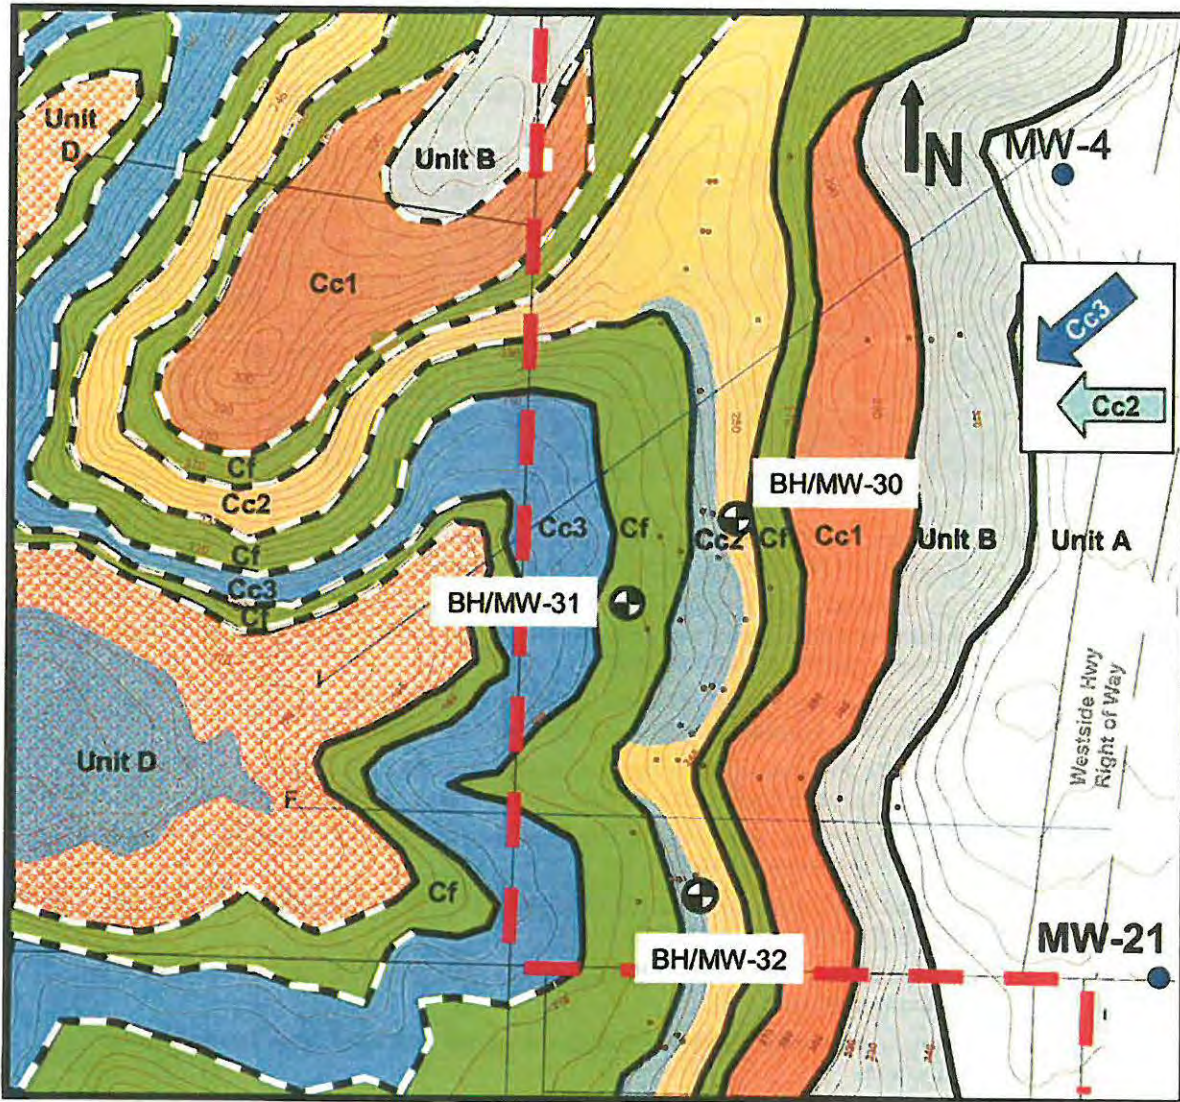 Unit
D
Unit B
N
MW-4
Cc1
Cc3
Cc2
BH/MW-30
Cf
Cc2
Cf
Cc3
Cf
Cc3
Cf
Cc2
Cf
Cc1
Unit B
Unit A
BH/MW-31
Westside Hwy
Right of Way
Unit D
F
Cf
MW-21
BH/MW-32